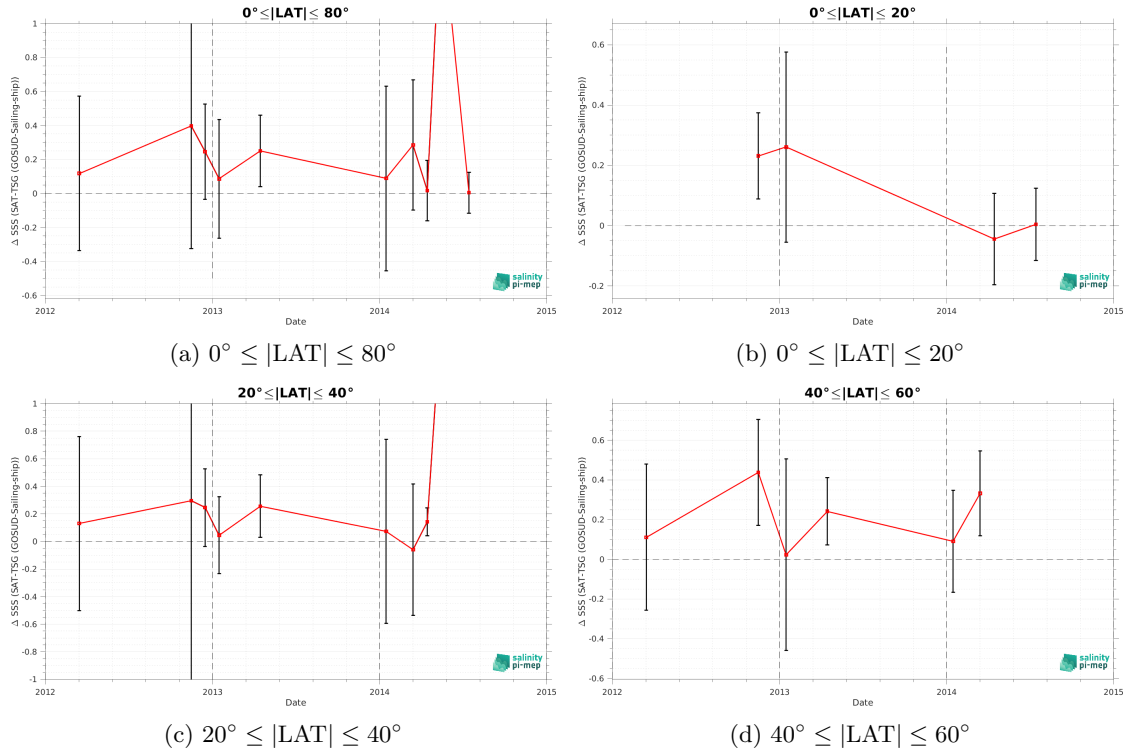 0°≤|LAT|≤ 80°
1
0.8
0.6
0.4
0.2
0
-0.2
-0.4
-0.6
Δ SSS (SAT-TSG (GOSUD-Sailing-ship))
2012
2013
2014
2015
Date
salinity
pi-mep
(a) 0° ≤ |LAT| ≤ 80°
0°≤|LAT|≤ 20°
0.6
0.4
0.2
0
-0.2
Δ SSS (SAT-TSG (GOSUD-Sailing-ship))
2012
2013
2014
2015
Date
salinity
pi-mep
(b) 0° ≤ |LAT| ≤ 20°
20°≤|LAT|≤ 40°
1
0.8
0.6
0.4
0.2
0
-0.2
-0.4
-0.6
-0.8
-1
Δ SSS (SAT-TSG (GOSUD-Sailing-ship))
2012
2013
2014
2015
Date
salinity
pi-mep
(c) 20° ≤ |LAT| ≤ 40°
40°≤|LAT|≤ 60°
0.6
0.4
0.2
0
-0.2
-0.4
-0.6
Δ SSS (SAT-TSG (GOSUD-Sailing-ship))
2012
2013
2014
2015
Date
salinity
pi-mep
(d) 40° ≤ |LAT| ≤ 60°